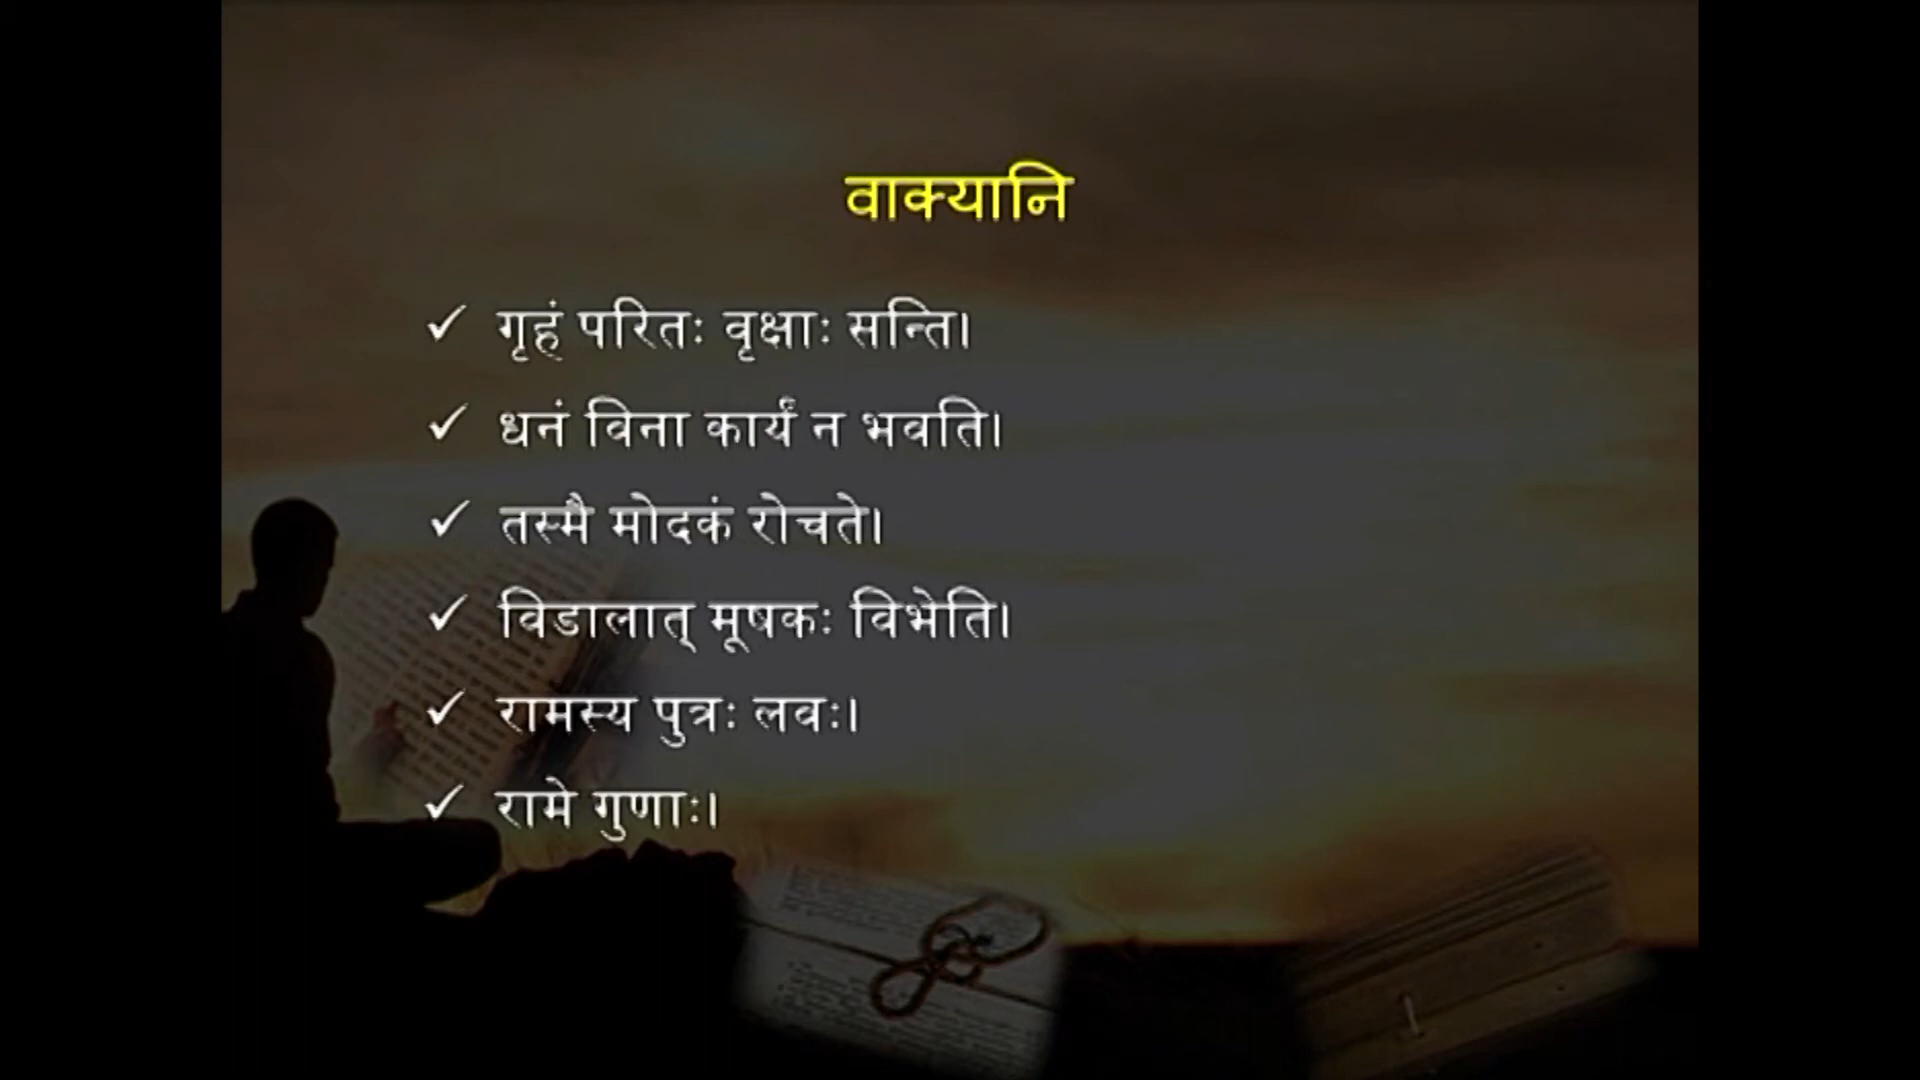 वाक्यानि
✓ गृहं परितः वृक्षाः सन्ति।
✓ धनं विना कार्यं न भवति।
✓ तस्मै मोदकं रोचते।
✓ विडालात् मूषकः विभेति।
✓ रामस्य पुत्रः लवः।
✓ रामे गुणाः।